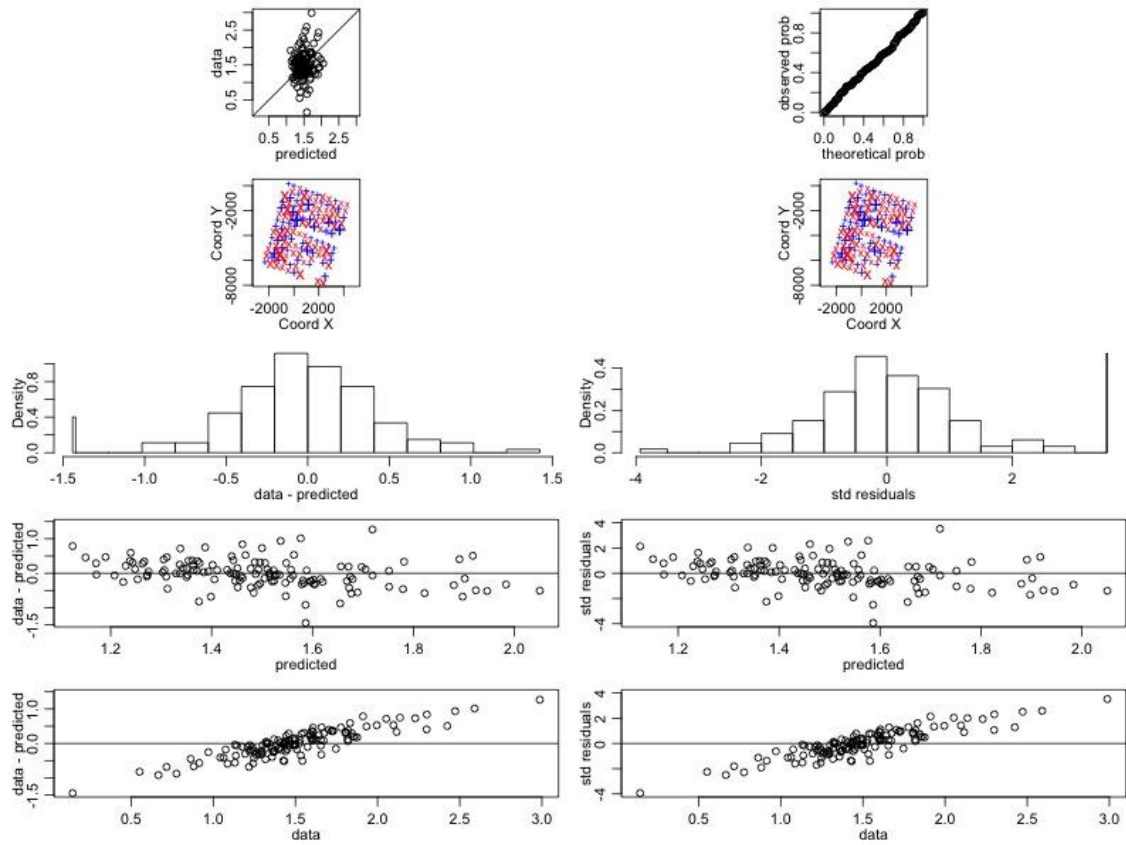 data
0.5 1.5 2.5
0.5 1.5 2.5
predicted
observed prob
0.0 0.4 0.8
0.0 0.4 0.8
theoretical prob
Coord Y
-8000 -2000
-2000 2000
Coord X
Coord Y
-8000 -2000
-2000 2000
Coord X
Density
0.0 0.4 0.8
-1.5 -1.0 -0.5 0.0 0.5 1.0 1.5
data - predicted
Density
0.0 0.2 0.4
-4 -2 0 2
std residuals
data - predicted
-1.5 0.0 1.0
1.2 1.4 1.6 1.8 2.0
predicted
std residuals
-4 0 2 4
1.2 1.4 1.6 1.8 2.0
predicted
data - predicted
-1.5 0.0 1.0
0.5 1.0 1.5 2.0 2.5 3.0
data
std residuals
-4 0 2 4
0.5 1.0 1.5 2.0 2.5 3.0
data